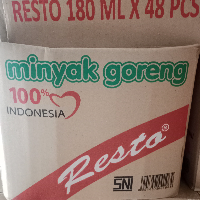 RESTO 180 ML X 48 PCS
minyak goreng
100%
INDONESIA
Resto®
SNI